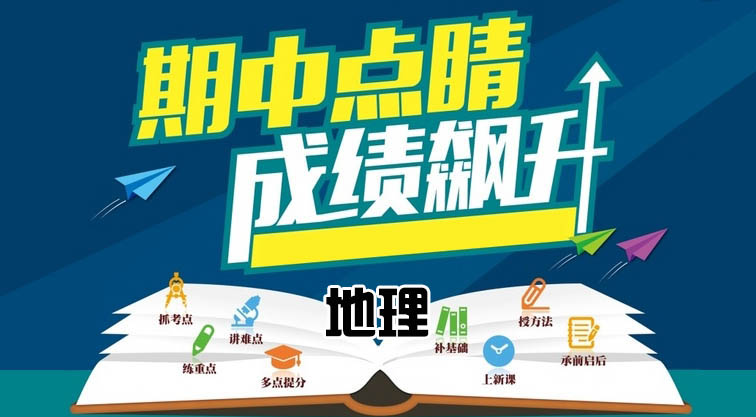 期中点睛
成绩飙升
地理
抓考点
讲难点
练重点
多点提分
补基础
授方法
上新课
承前启后